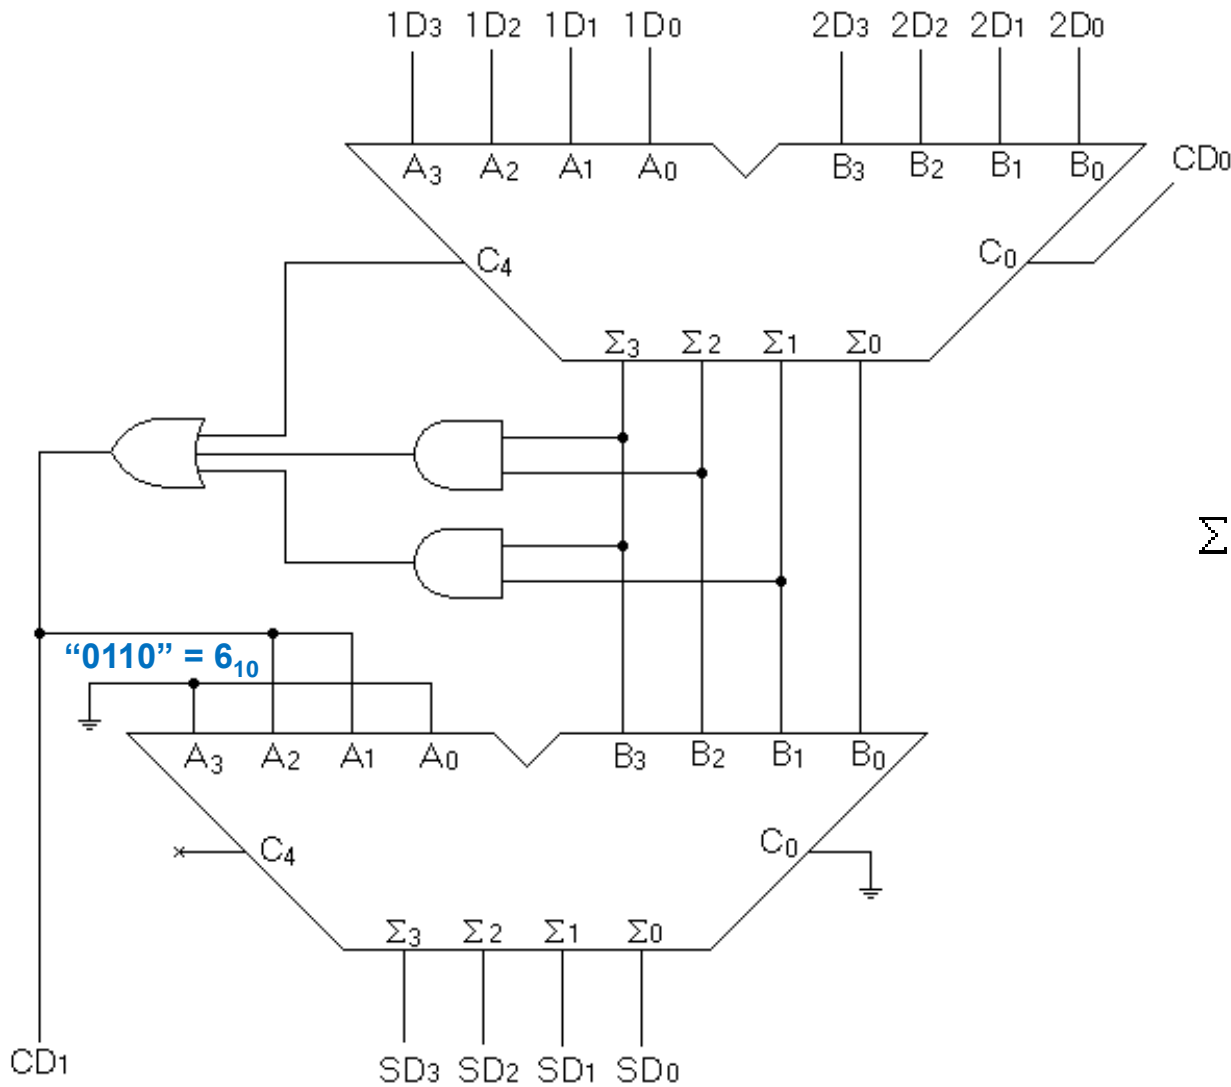 1D3 1D2 1D1 1D0 2D3 2D2 2D1 2D0
A3 A2 A1 A0 B3 B2 B1 B0 CD0
C4 C0
Σ3 Σ2 Σ1 Σ0
Σ
“0110” = 6₁₀
A3 A2 A1 A0 B3 B2 B1 B0
C4 C0
Σ3 Σ2 Σ1 Σ0
CD1 SD3 SD2 SD1 SD0